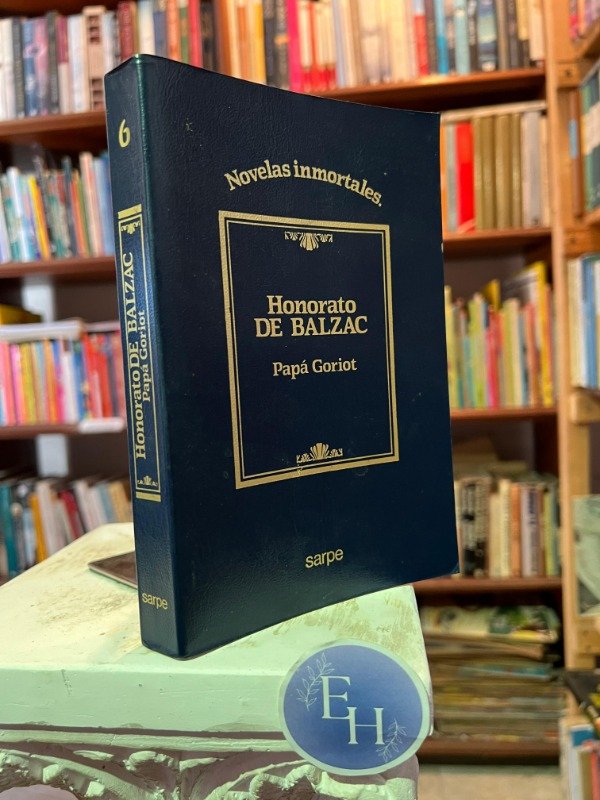 6
Honorato DE BALZAC
Papá Goriot
sarpe
Novelas inmortales.
Honorato
DE BALZAC
Papá Goriot
sarpe
EH